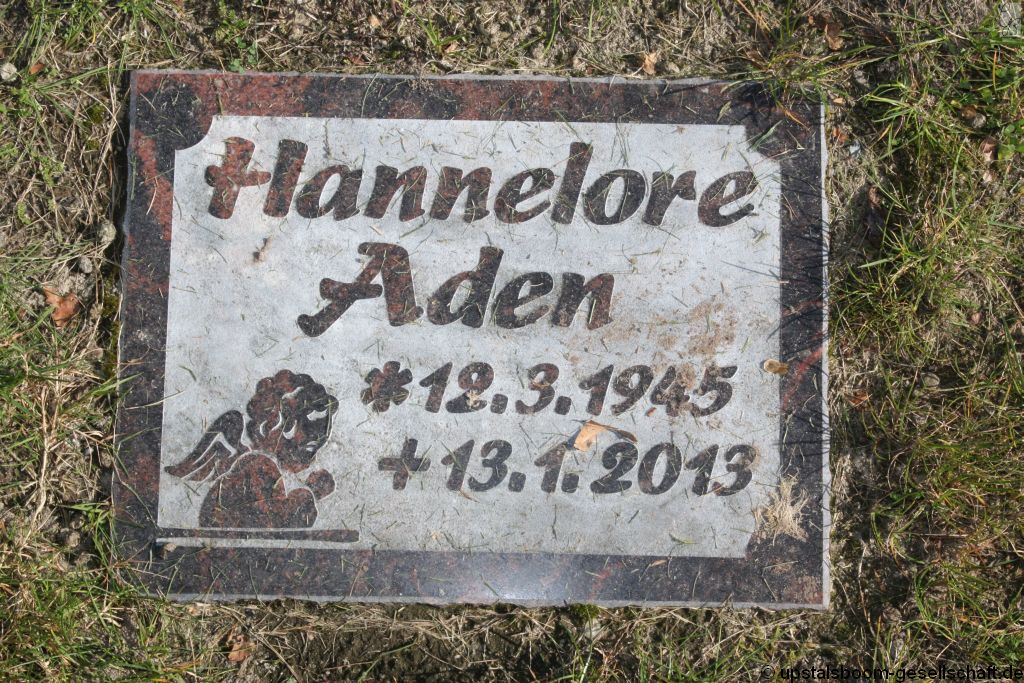 Hannelore
Aden
* 12.3.1945
+ 13.1.2013
© upstalsboom-gesellschaft.de